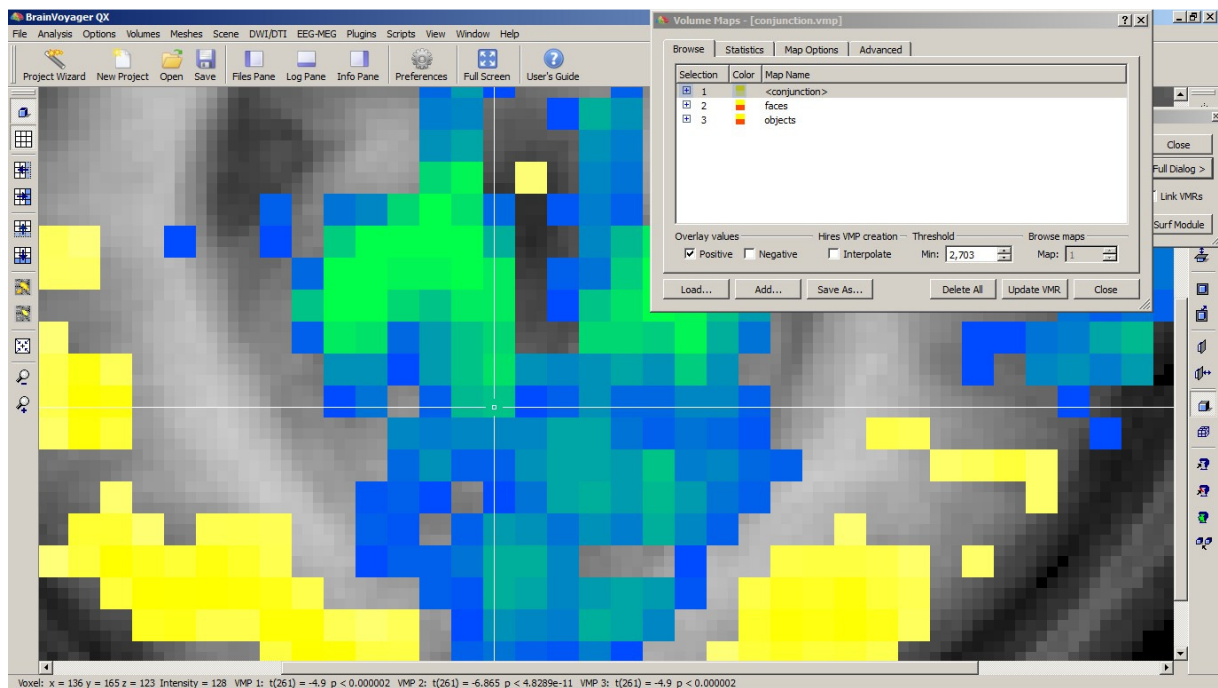 BrainVoyager QX
File Analysis Options Volumes Meshes Scene DWI/DTI EEG-MEG Plugins Scripts View Window Help
Project Wizard New Project Open Save Files Pane Log Pane Info Pane Preferences Full Screen User's Guide
Volume Maps - [conjunction.vmp]
Browse Statistics Map Options Advanced
Selection Color Map Name
1 <conjunction>
2 faces
3 objects
Overlay values Hires VMP creation Threshold Browse maps
Positive Negative Interpolate Min: 2,703 Map: 1
Load... Add... Save As... Delete All Update VMR Close
Close
Full Dialog >
Link VMRs
Surf Module
Voxel: x = 136 y = 165 z = 123 Intensity = 128 VMP 1: t(261) = -4.9 p < 0.000002 VMP 2: t(261) = -6.865 p < 4.8289e-11 VMP 3: t(261) = -4.9 p < 0.000002